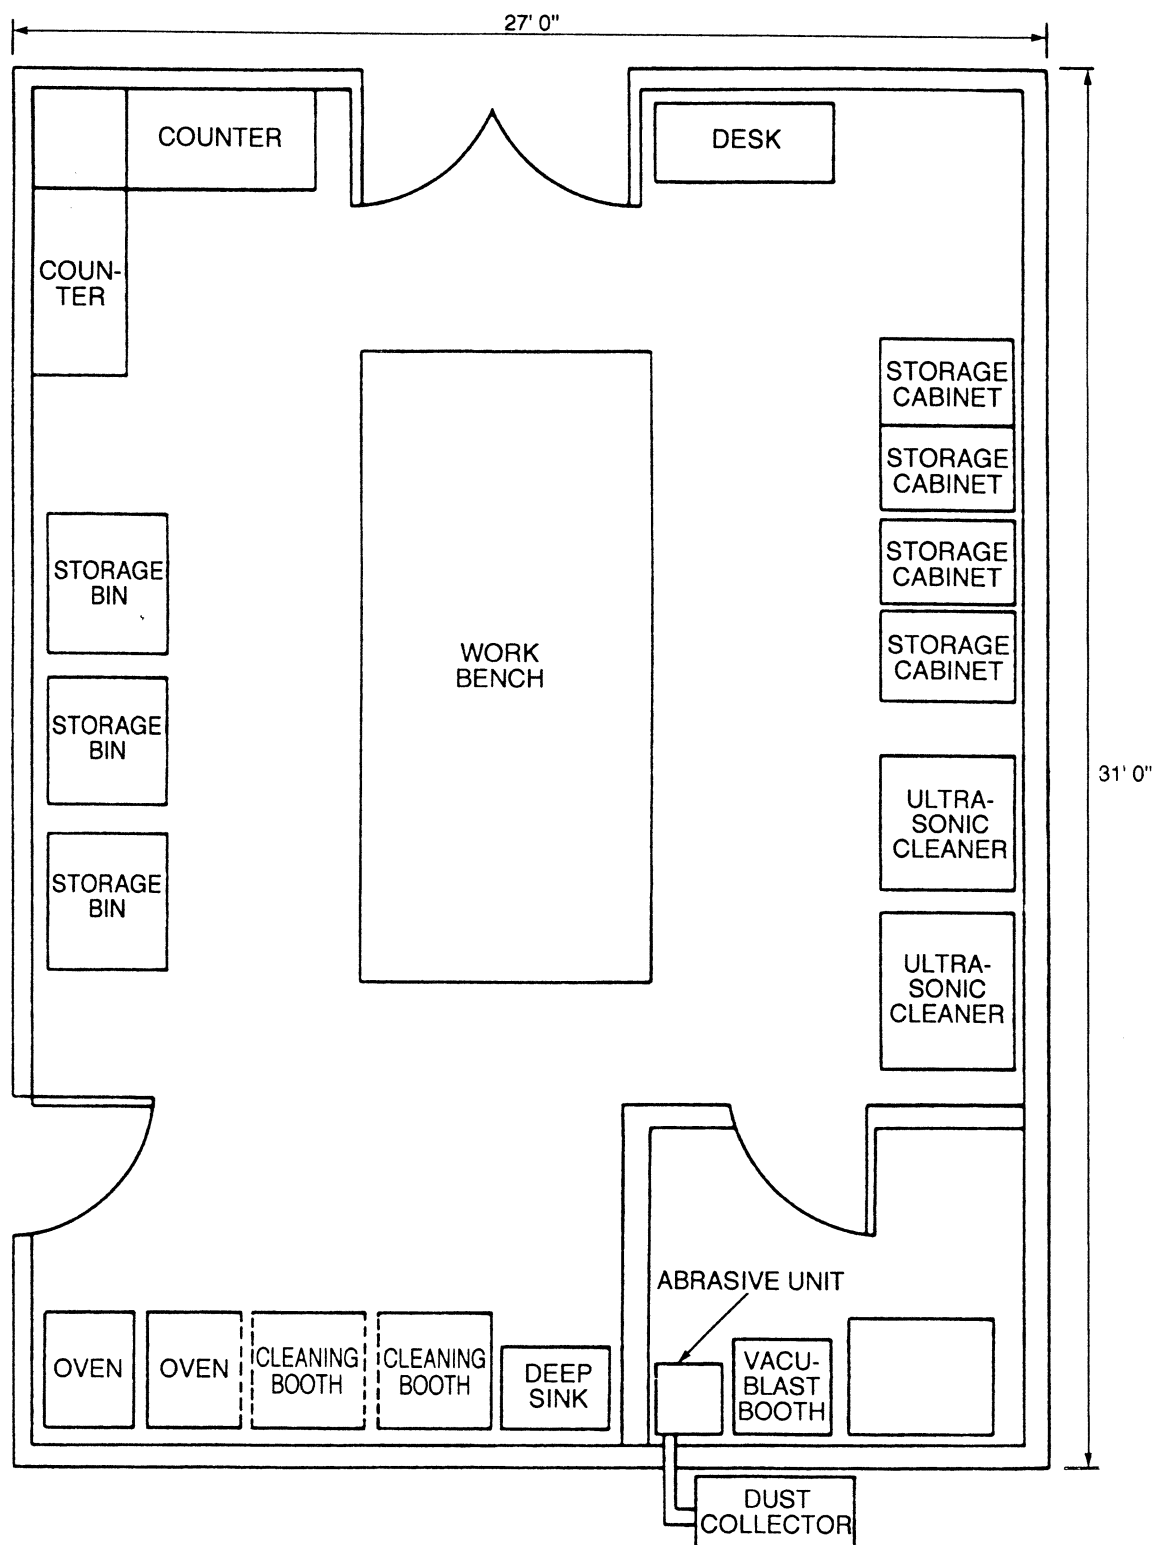 27' 0"
COUNTER
DESK
COUN-
TER
STORAGE
CABINET
STORAGE
CABINET
STORAGE
CABINET
STORAGE
CABINET
STORAGE
BIN
STORAGE
BIN
STORAGE
BIN
WORK
BENCH
31' 0"
ULTRA-
SONIC
CLEANER
ULTRA-
SONIC
CLEANER
ABRASIVE UNIT
OVEN
OVEN
CLEANING
BOOTH
CLEANING
BOOTH
DEEP
SINK
VACU-
BLAST
BOOTH
DUST
COLLECTOR